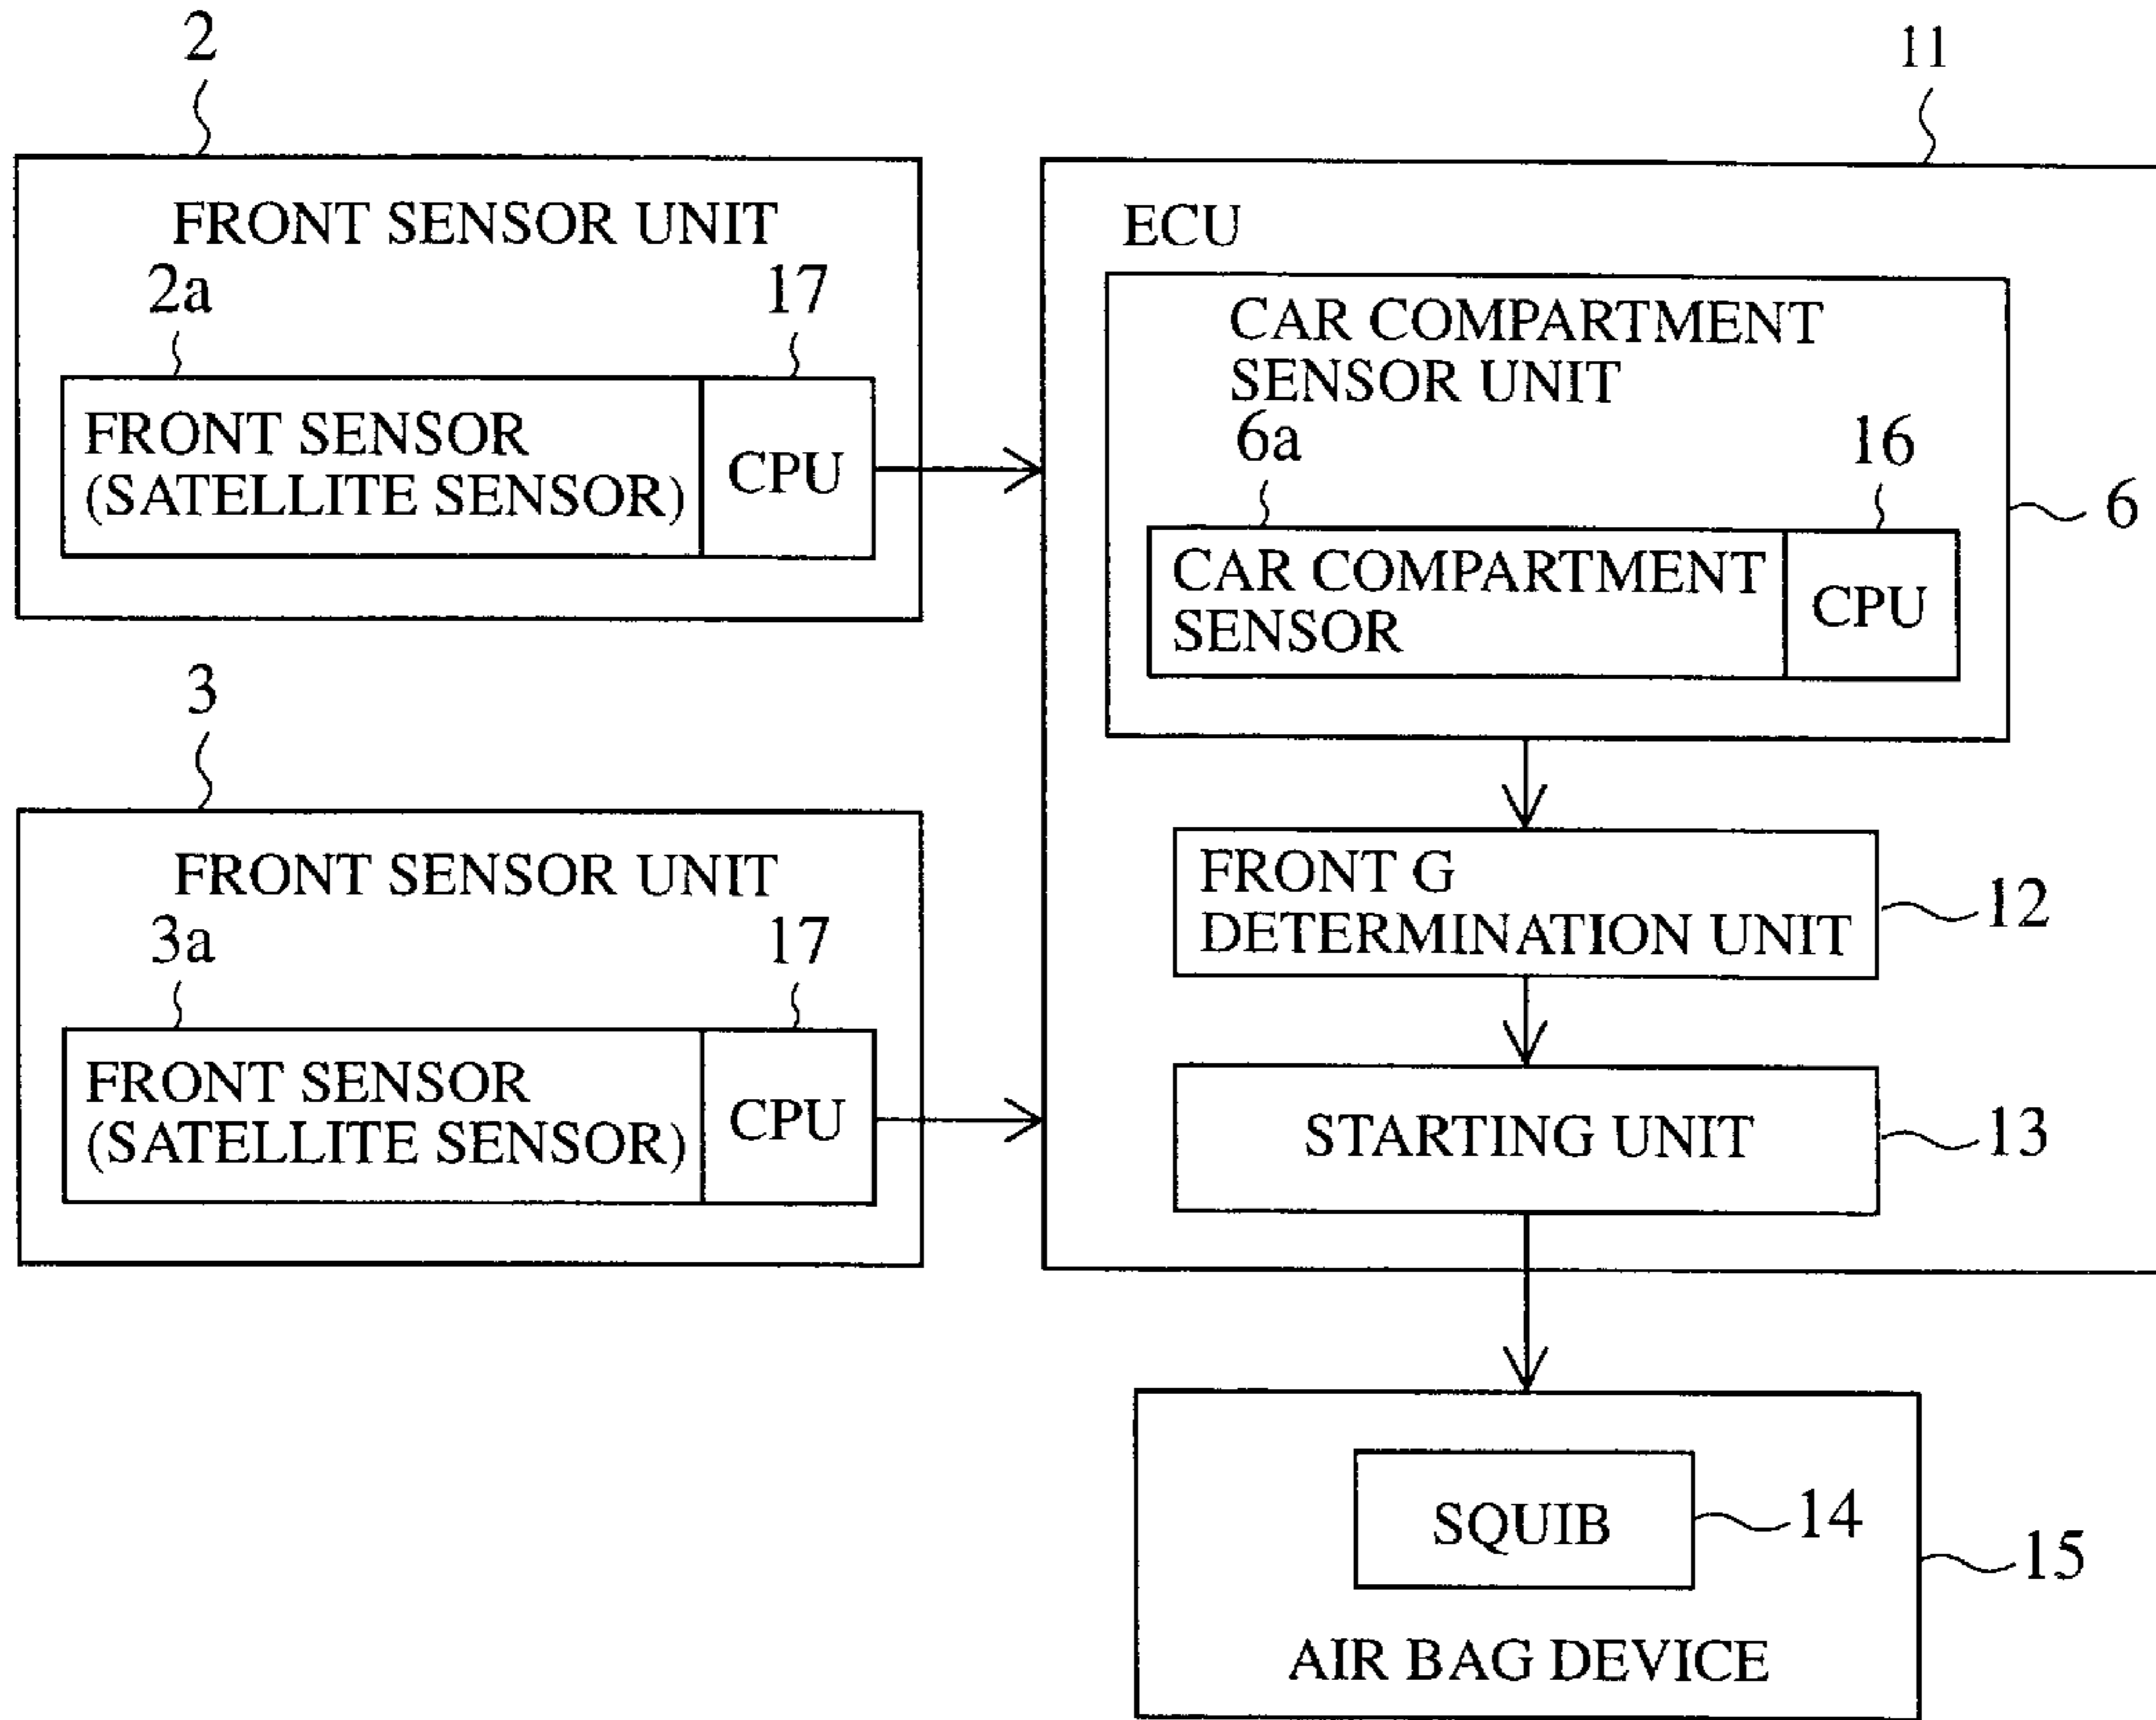 2
FRONT SENSOR UNIT
2a
17
FRONT SENSOR
(SATELLITE SENSOR)
CPU
3
FRONT SENSOR UNIT
3a
17
FRONT SENSOR
(SATELLITE SENSOR)
CPU
11
ECU
CAR COMPARTMENT
SENSOR UNIT
6a
16
6
CAR COMPARTMENT
SENSOR
CPU
FRONT G
DETERMINATION UNIT
12
STARTING UNIT
13
SQUIB
14
15
AIR BAG DEVICE